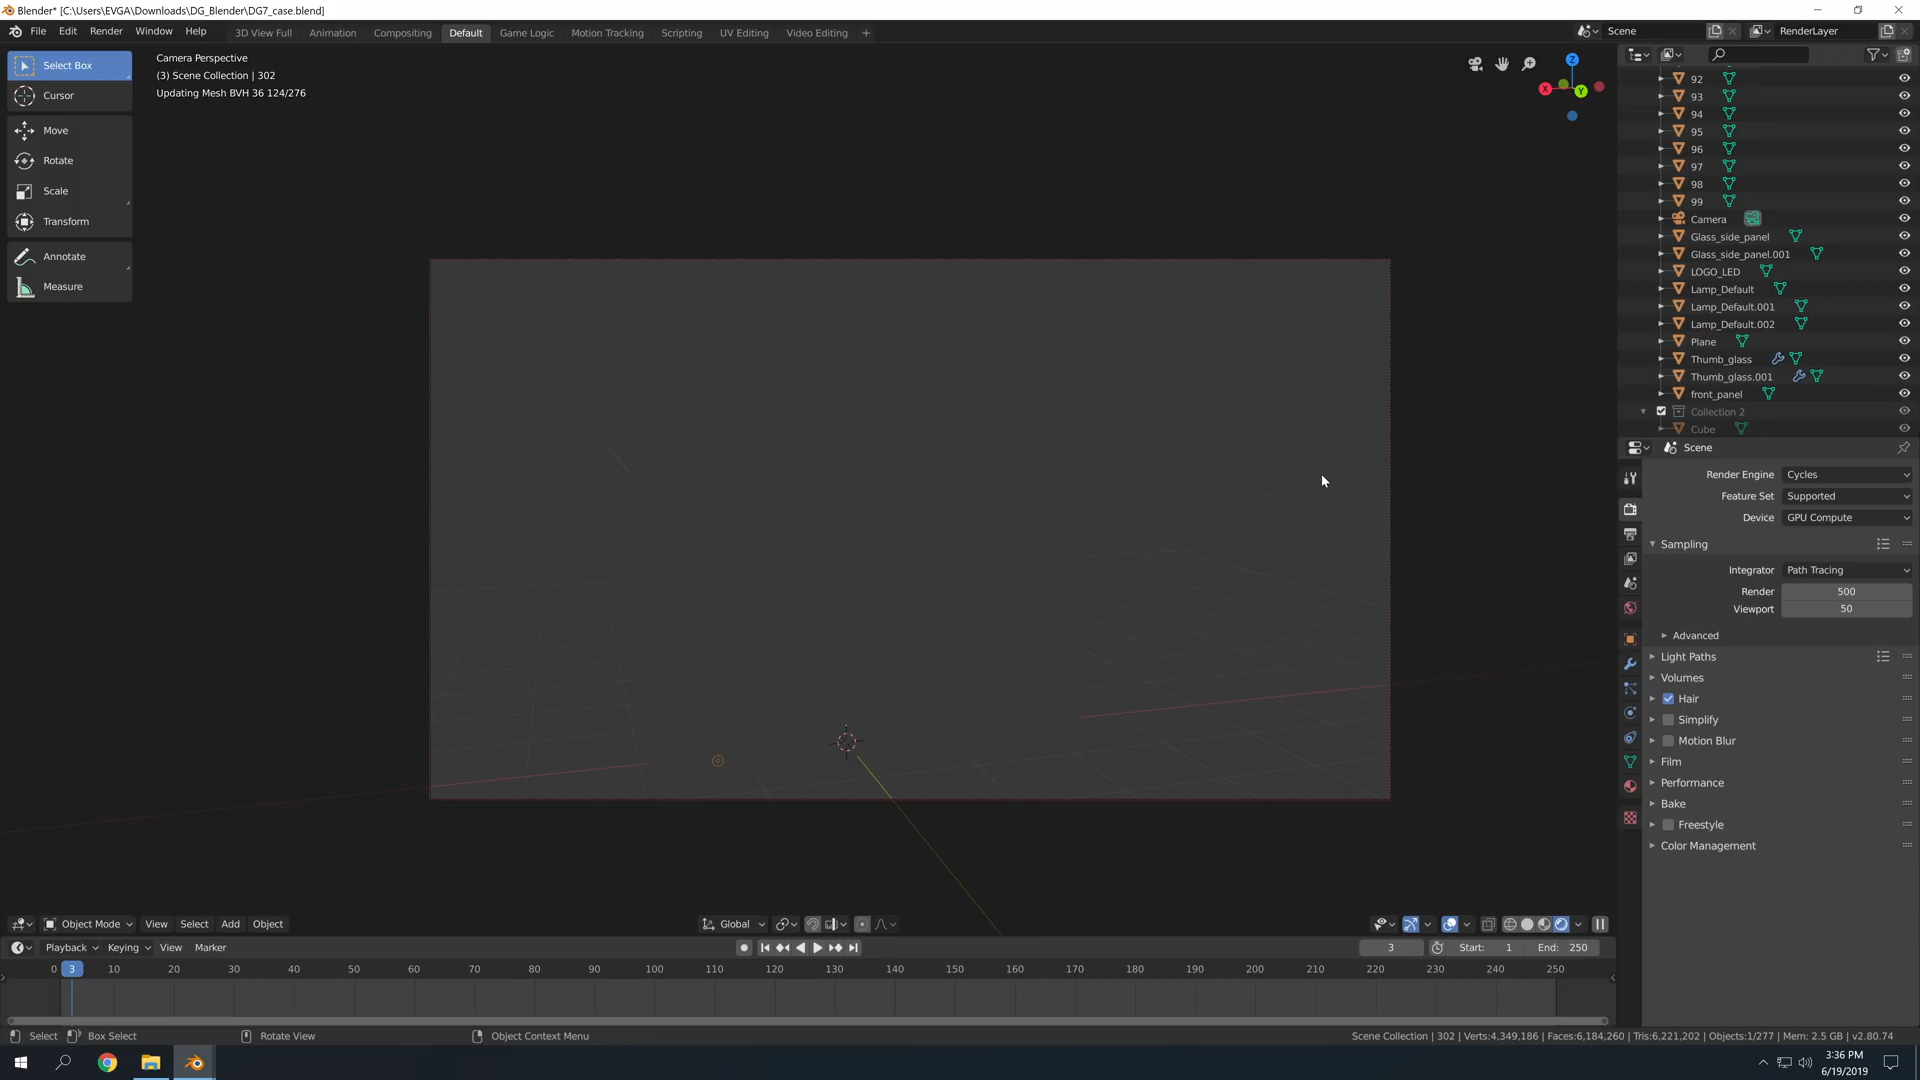 Blender* [C:\Users\EVGA\Downloads\DG_Blender\DG7_case.blend]
File Edit Render Window Help 3D View Full Animation Compositing Default Game Logic Motion Tracking Scripting UV Editing Video Editing + Scene RenderLayer
Select Box
Cursor
Move
Rotate
Scale
Transform
Annotate
Measure
Camera Perspective
(3) Scene Collection | 302
Updating Mesh BVH 36 124/276
Z
X
Y
92
93
94
95
96
97
98
99
Camera
Glass_side_panel
Glass_side_panel.001
LOGO_LED
Lamp_Default
Lamp_Default.001
Lamp_Default.002
Plane
Thumb_glass
Thumb_glass.001
front_panel
Collection 2
Cube
Scene
Render Engine Cycles
Feature Set Supported
Device GPU Compute
Sampling
Integrator Path Tracing
Render 500
Viewport 50
Advanced
Light Paths
Volumes
Hair
Simplify
Motion Blur
Film
Performance
Bake
Freestyle
Color Management
Object Mode View Select Add Object Global
Playback Keying View Marker 3 Start: 1 End: 250
0 3 10 20 30 40 50 60 70 80 90 100 110 120 130 140 150 160 170 180 190 200 210 220 230 240 250
Select Box Select Rotate View Object Context Menu Scene Collection | 302 | Verts:4,349,186 | Faces:6,184,260 | Tris:6,221,202 | Objects:1/277 | Mem: 2.5 GB | v2.80.74
3:36 PM
6/19/2019